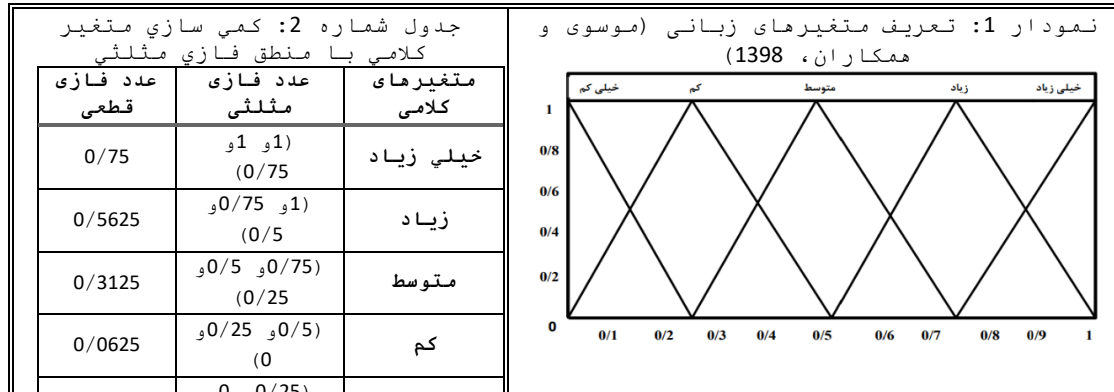 نمودار 1: تعریف متغیرهای زبانی (موسوی و
همکاران، 1398)
خیلی کم
کم
متوسط
زیاد
خیلی زیاد
1
0/8
0/6
0/4
0/2
0
0/1 0/2 0/3 0/4 0/5 0/6 0/7 0/8 0/9 1
جدول شماره 2: کمي سازي متغير
کلامي با منطق فازي مثلثي
متغیرهای
کلامی
عدد فازی
مثلثی
عدد فازی
قطعی
خيلي زياد
(1و 1و
0/75)
0/75
زياد
(1و 0/75و
0/5)
0/5625
متوسط
(0/75و 0/5و
0/25)
0/3125
کم
(0/5و 0/25و
0)
0/0625